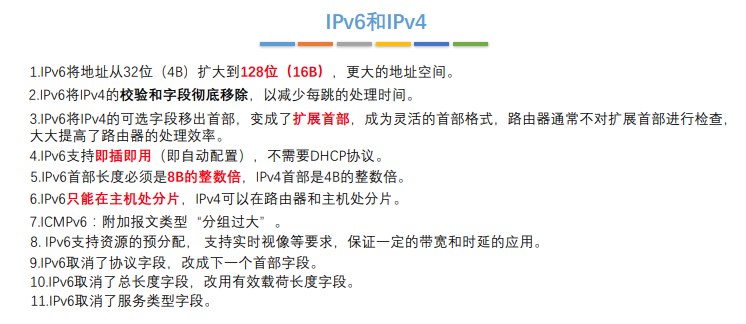 IPv6和IPv4
1.IPv6将地址从32位（4B）扩大到128位（16B），更大的地址空间。
2.IPv6将IPv4的校验和字段彻底移除，以减少每跳的处理时间。
3.IPv6将IPv4的可选字段移出首部，变成了扩展首部，成为灵活的首部格式，路由器通常不对扩展首部进行检查，
大大提高了路由器的处理效率。
4.IPv6支持即插即用（即自动配置），不需要DHCP协议。
5.IPv6首部长度必须是8B的整数倍，IPv4首部是4B的整数倍。
6.IPv6只能在主机处分片，IPv4可以在路由器和主机处分片。
7.ICMPv6：附加报文类型“分组过大”。
8. IPv6支持资源的预分配， 支持实时视像等要求，保证一定的带宽和时延的应用。
9.IPv6取消了协议字段，改成下一个首部字段。
10.IPv6取消了总长度字段，改用有效载荷长度字段。
11.IPv6取消了服务类型字段。